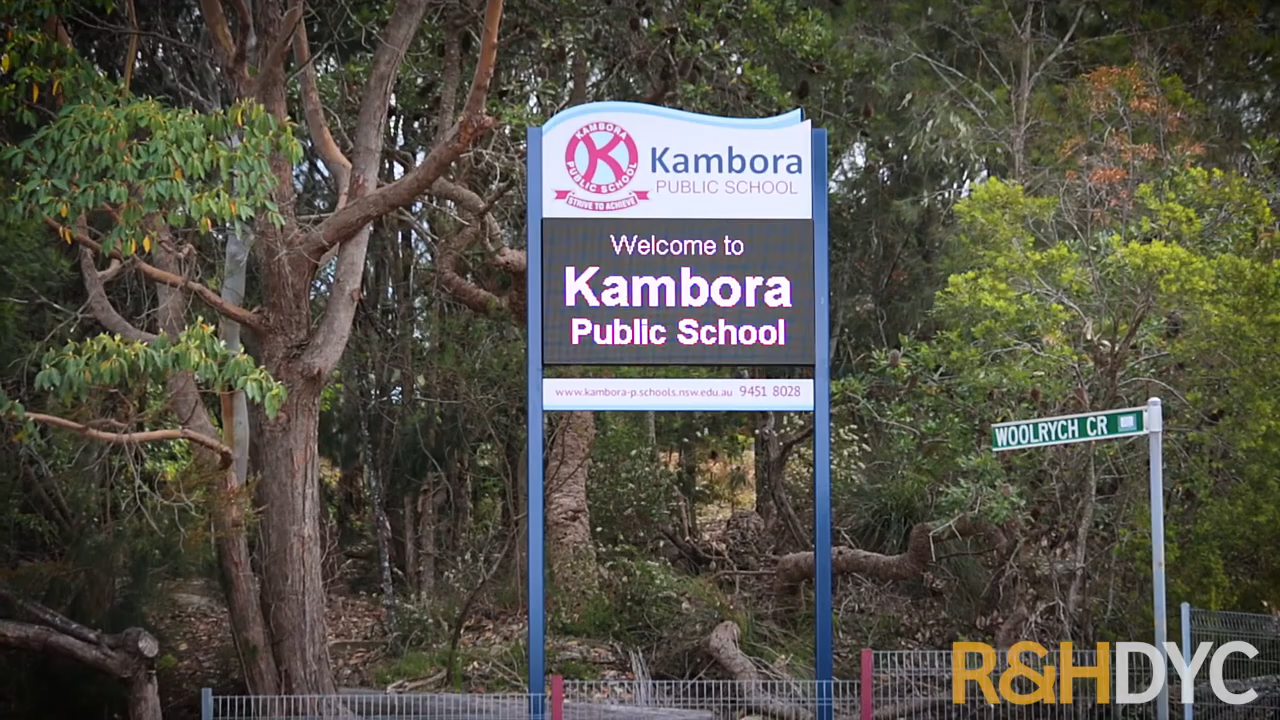 KAMBORA
PUBLIC SCHOOL
STRIVE TO ACHIEVE
Kambora
PUBLIC SCHOOL
Welcome to
Kambora
Public School
www.kambora-p.schools.nsw.edu.au 9451 8028
WOOLRYCH CR
R&HDYC